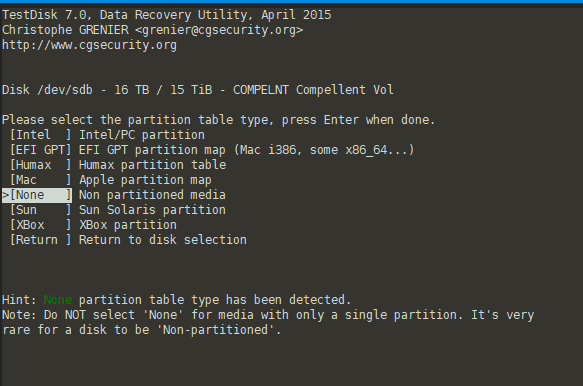 TestDisk 7.0, Data Recovery Utility, April 2015
Christophe GRENIER <grenier@cgsecurity.org>
http://www.cgsecurity.org
Disk /dev/sdb - 16 TB / 15 TiB - COMPELNT Compellent Vol
Please select the partition table type, press Enter when done.
[Intel  ] Intel/PC partition
[EFI GPT] EFI GPT partition map (Mac i386, some x86_64...)
[Humax  ] Humax partition table
[Mac    ] Apple partition map
>[None   ] Non partitioned media
[Sun    ] Sun Solaris partition
[XBox   ] XBox partition
[Return ] Return to disk selection
Hint: None partition table type has been detected.
Note: Do NOT select 'None' for media with only a single partition. It's very
rare for a disk to be 'Non-partitioned'.